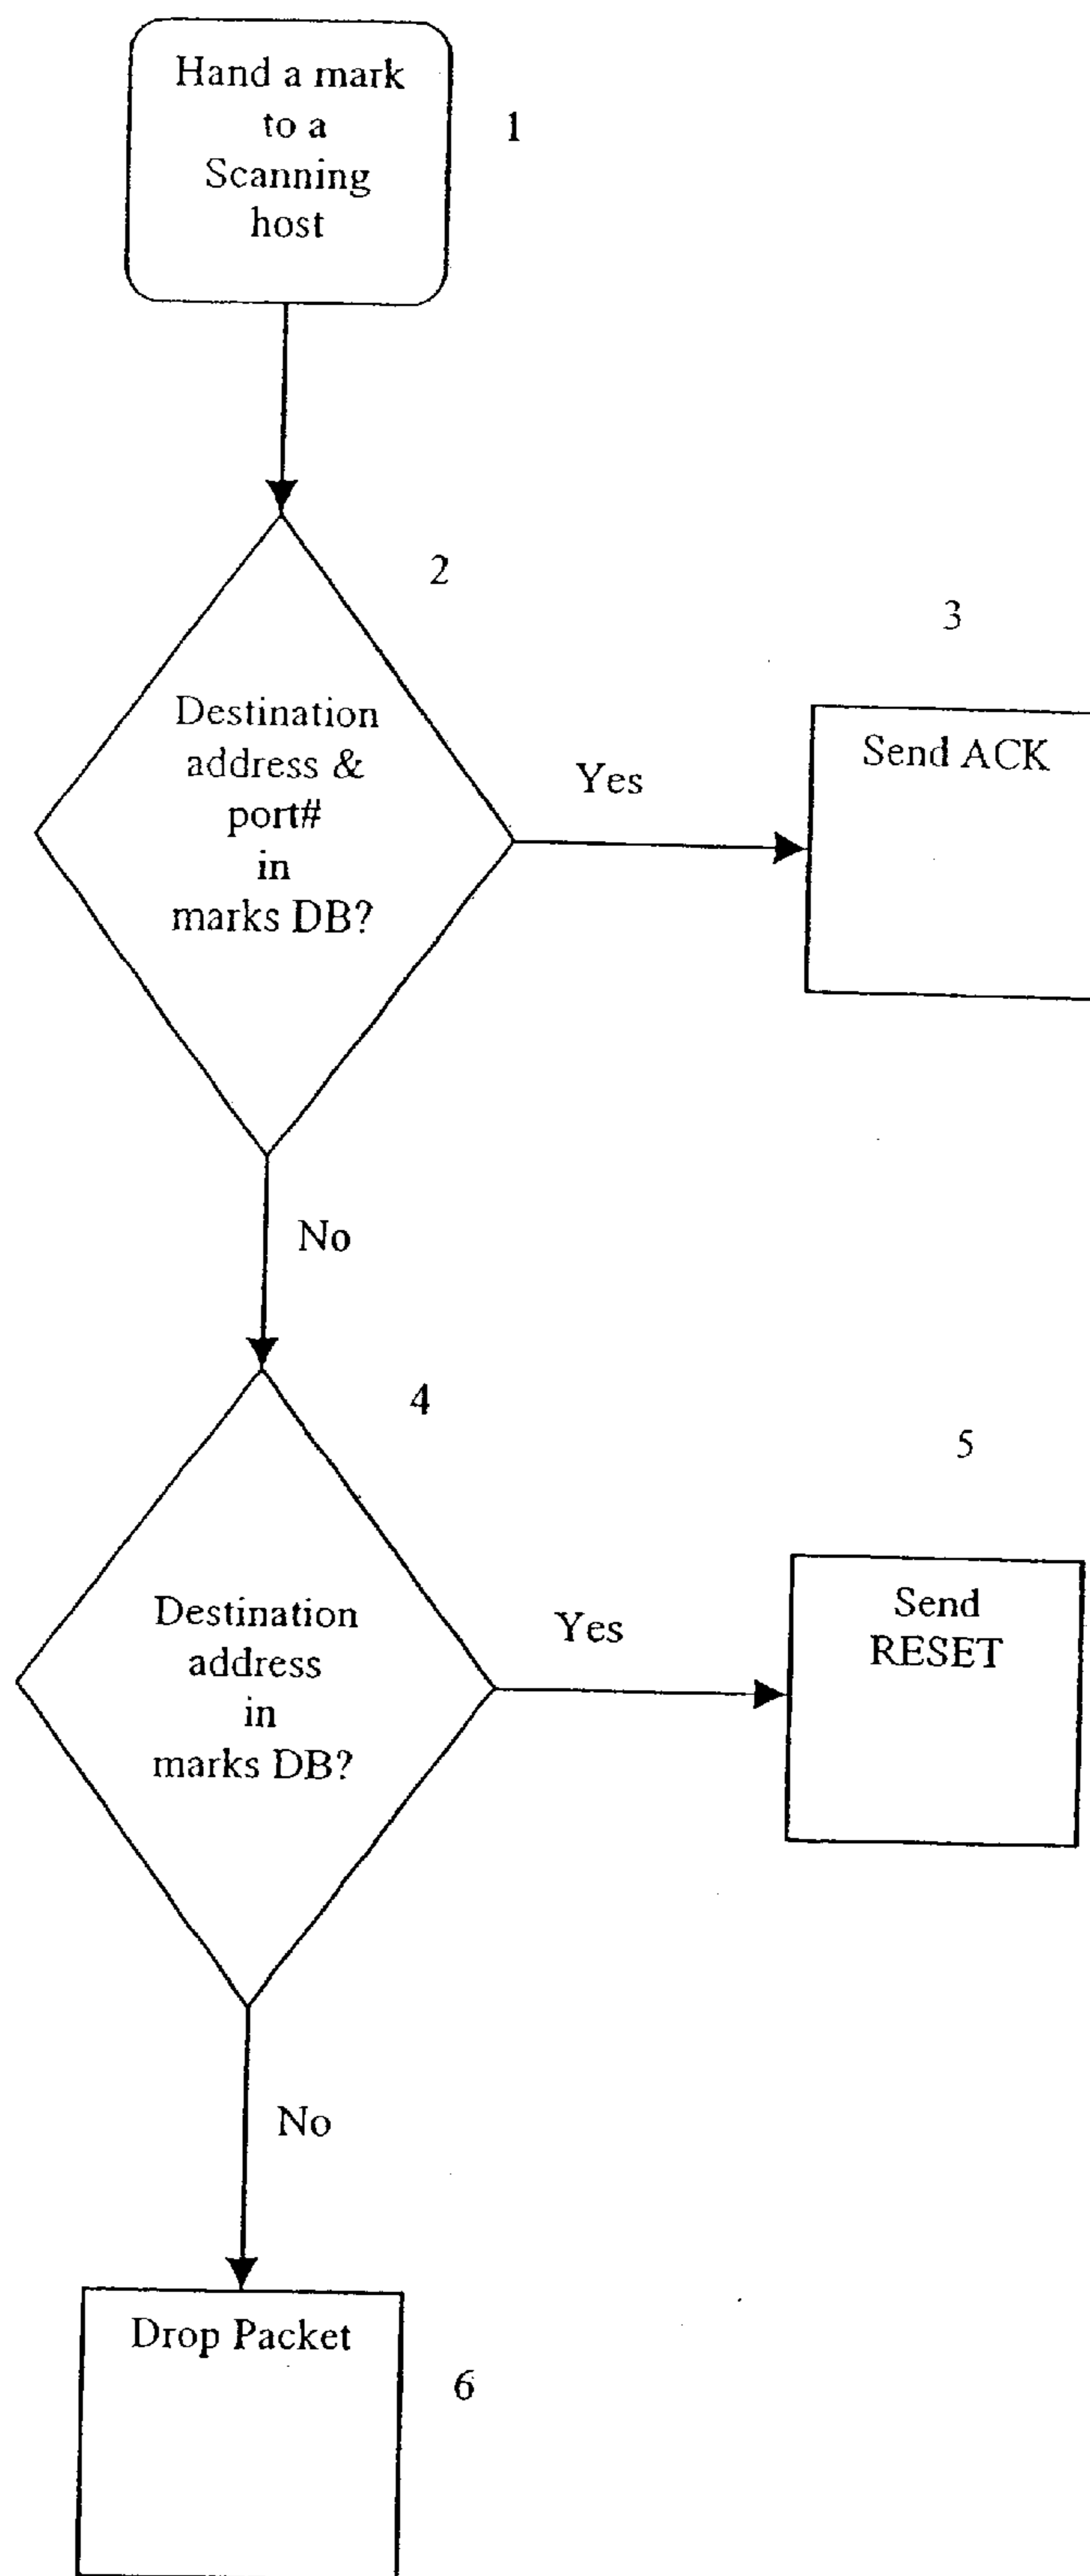 Hand a mark
to a
Scanning
host
1
2
Destination
address &
port#
in
marks DB?
Yes
3
Send ACK
No
4
Destination
address
in
marks DB?
Yes
5
Send
RESET
No
Drop Packet
6